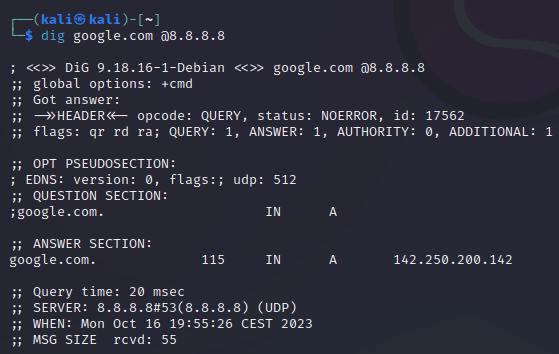 ┌──(kali㉿kali)-[~]
└─$ dig google.com @8.8.8.8

; <<>> DiG 9.18.16-1-Debian <<>> google.com @8.8.8.8
;; global options: +cmd
;; Got answer:
;; ->>HEADER<<- opcode: QUERY, status: NOERROR, id: 17562
;; flags: qr rd ra; QUERY: 1, ANSWER: 1, AUTHORITY: 0, ADDITIONAL: 1

;; OPT PSEUDOSECTION:
; EDNS: version: 0, flags:; udp: 512
;; QUESTION SECTION:
;google.com.                    IN      A

;; ANSWER SECTION:
google.com.             115     IN      A       142.250.200.142

;; Query time: 20 msec
;; SERVER: 8.8.8.8#53(8.8.8.8) (UDP)
;; WHEN: Mon Oct 16 19:55:26 CEST 2023
;; MSG SIZE  rcvd: 55